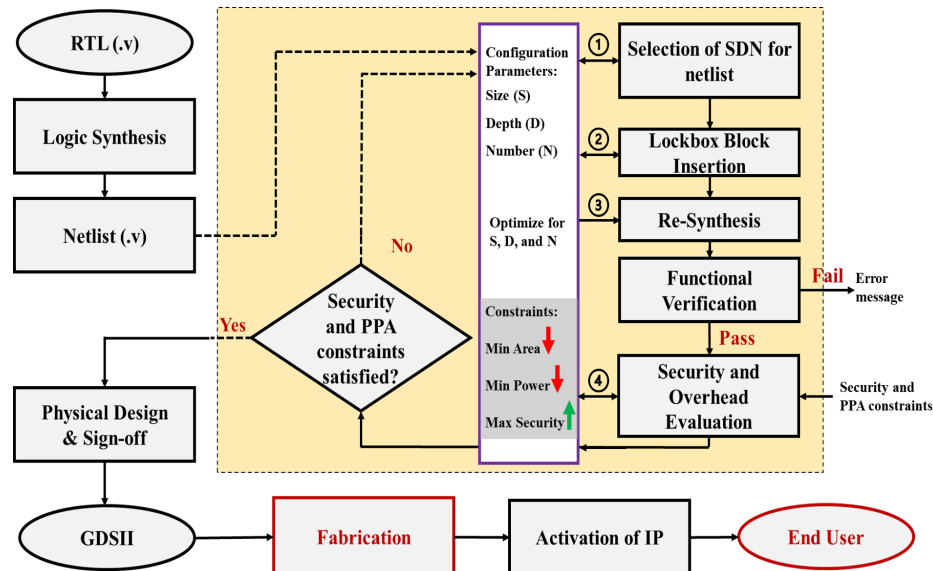 RTL (.v)
Logic Synthesis
Netlist (.v)
Configuration
Parameters:
Size (S)
Depth (D)
Number (N)
Optimize for
S, D, and N
Constraints:
Min Area
Min Power
Max Security
1
2
3
4
Selection of SDN for
netlist
Lockbox Block
Insertion
Re-Synthesis
Functional
Verification
Fail
Error
message
Pass
Security and
Overhead
Evaluation
Security and
PPA constraints
No
Security
and PPA
constraints
satisfied?
Yes
Physical Design
& Sign-off
GDSII
Fabrication
Activation of IP
End User